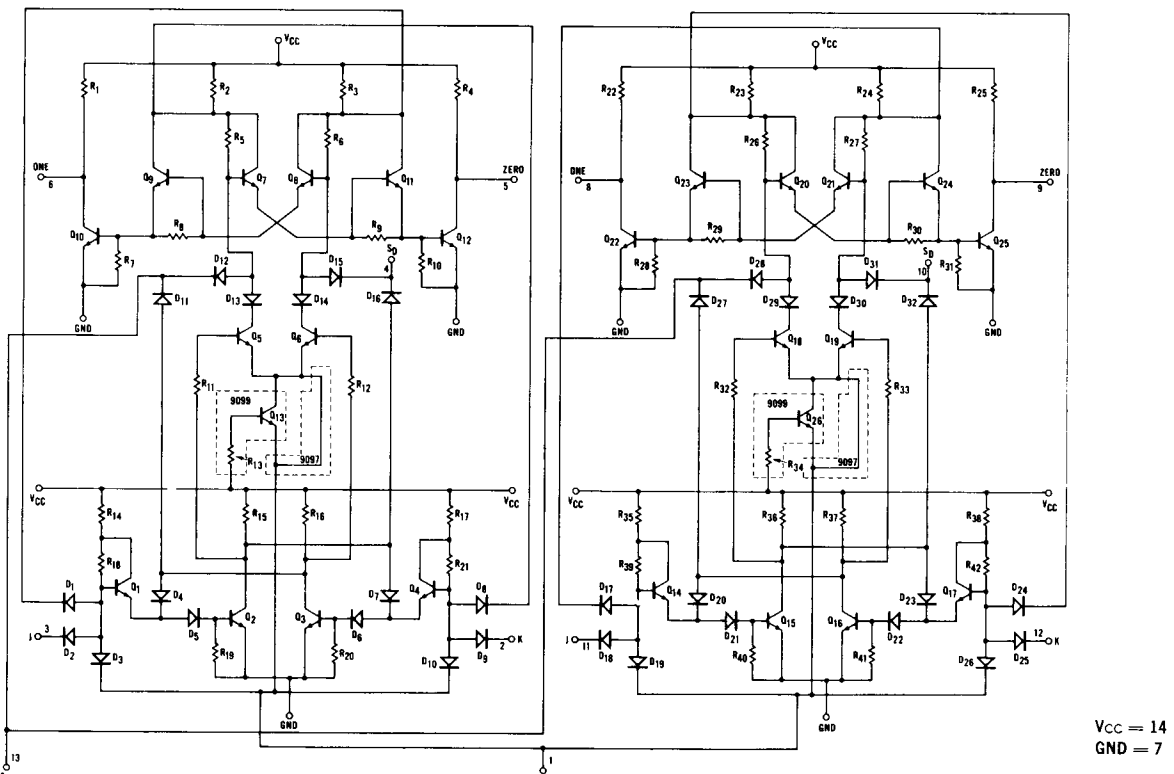 VCC
VCC
R1
R2
R3
R4
R22
R23
R24
R25
R5
R6
R26
R27
ONE
6
Q9
Q7
Q8
Q11
ZERO
5
ONE
8
Q23
Q20
Q21
Q24
ZERO
9
Q10
R8
R9
Q12
Q22
R29
R30
Q25
R7
D12
D15
SD
4
R10
R28
D28
D31
SD
10
R31
D11
D13
D14
D16
D27
D29
D30
D32
GND
GND
GND
GND
Q5
Q6
Q18
Q19
R11
R12
R32
R33
9099
Q13
9099
Q26
R13
9097
R34
9097
VCC
VCC
VCC
VCC
R14
R15
R16
R17
R35
R36
R37
R38
R18
R21
R39
R42
D1
Q1
D4
D7
Q4
D8
D17
Q14
D20
D23
Q17
D24
J
3
D2
D3
D5
Q2
Q3
D6
D9
2
K
J
11
D18
D19
D21
Q15
Q16
D22
12
K
D25
R19
R20
D10
R40
R41
D26
GND
GND
13
1
VCC = 14
GND = 7